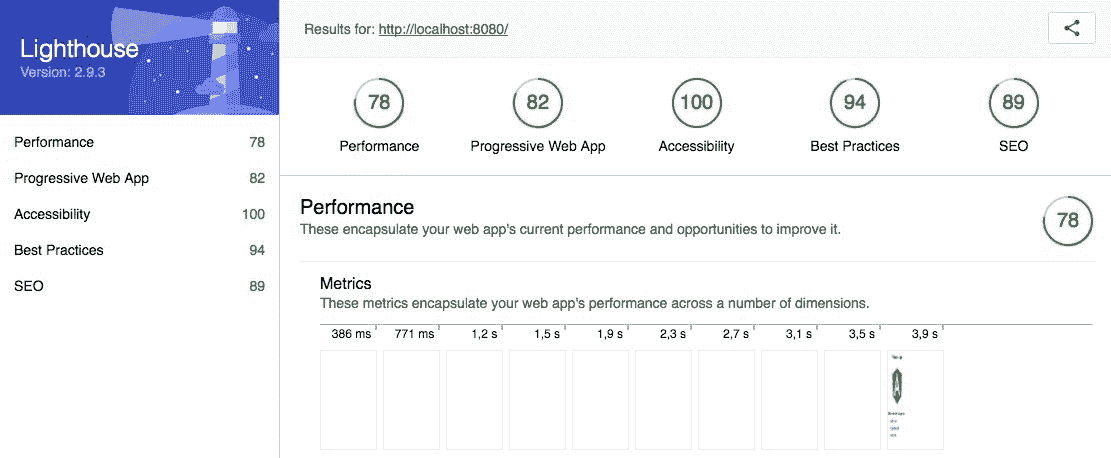 Lighthouse
Version: 2.9.3
Performance 78
Progressive Web App 82
Accessibility 100
Best Practices 94
SEO 89
Results for: http://localhost:8080/
78 82 100 94 89
Performance Progressive Web App Accessibility Best Practices SEO
Performance
These encapsulate your web app's current performance and opportunities to improve it.
78
Metrics
These metrics encapsulate your web app's performance across a number of dimensions.
386 ms 771 ms 1,2 s 1,5 s 1,9 s 2,3 s 2,7 s 3,1 s 3,5 s 3,9 s